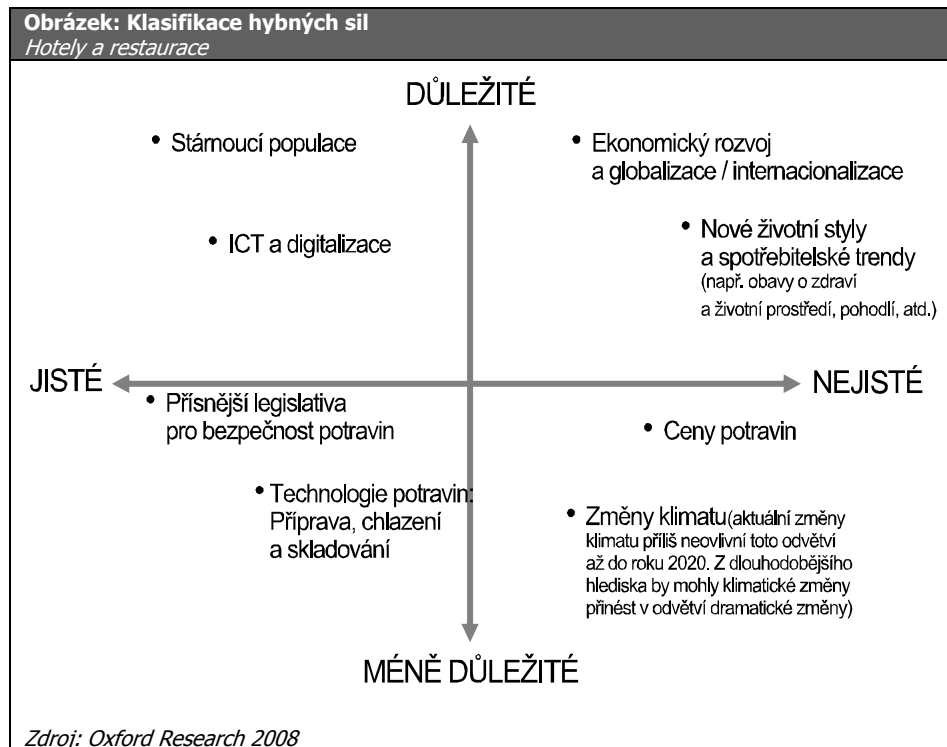 Obrázek: Klasifikace hybných sil
Hotely a restaurace
DŮLEŽITÉ
• Stárnoucí populace
• Ekonomický rozvoj
a globalizace / internacionalizace
• ICT a digitalizace
• Nové životní styly
a spotřebitelské trendy
(např. obavy o zdraví
a životní prostředí, pohodlí, atd.)
JISTÉ
NEJISTÉ
• Přísnější legislativa
pro bezpečnost potravin
• Ceny potravin
• Technologie potravin:
Příprava, chlazení
a skladování
• Změny klimatu(aktuální změny
klimatu příliš neovlivní toto odvětví
až do roku 2020. Z dlouhodobějšího
hlediska by mohly klimatické změny
přinést v odvětví dramatické změny)
MÉNĚ DŮLEŽITÉ
Zdroj: Oxford Research 2008